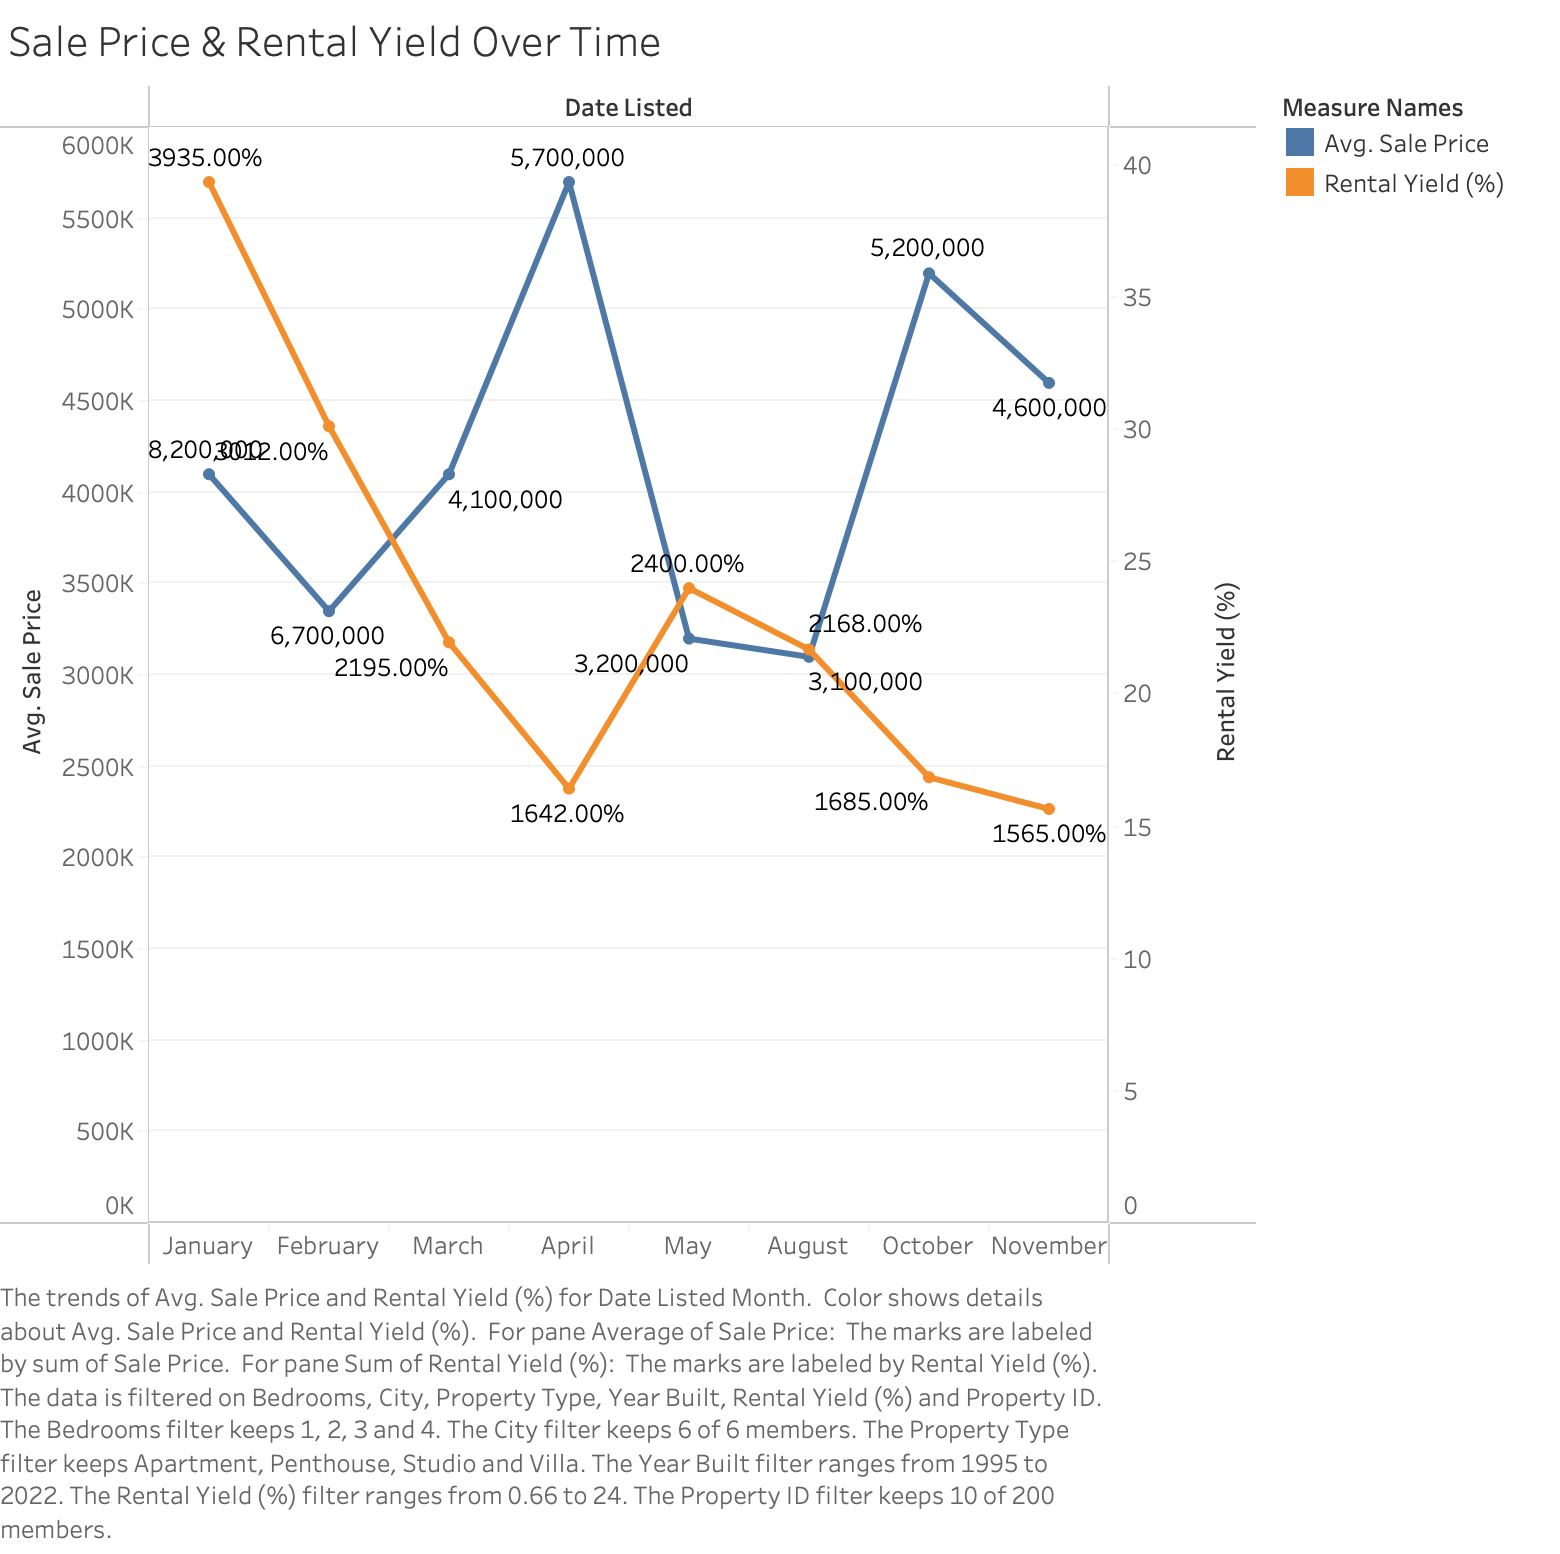 Sale Price & Rental Yield Over Time
Date Listed
Measure Names
Avg. Sale Price
Rental Yield (%)
6000K
5500K
5000K
4500K
4000K
3500K
3000K
2500K
2000K
1500K
1000K
500K
0K
Avg. Sale Price
3935.00%
5,700,000
5,200,000
4,600,000
8,200,000
3012.00%
4,100,000
2400.00%
6,700,000
2168.00%
2195.00%
3,200,000
3,100,000
1642.00%
1685.00%
1565.00%
40
35
30
25
20
15
10
5
0
Rental Yield (%)
January February March April May August October November
The trends of Avg. Sale Price and Rental Yield (%) for Date Listed Month.  Color shows details
about Avg. Sale Price and Rental Yield (%).  For pane Average of Sale Price:  The marks are labeled
by sum of Sale Price.  For pane Sum of Rental Yield (%):  The marks are labeled by Rental Yield (%).
The data is filtered on Bedrooms, City, Property Type, Year Built, Rental Yield (%) and Property ID.
The Bedrooms filter keeps 1, 2, 3 and 4. The City filter keeps 6 of 6 members. The Property Type
filter keeps Apartment, Penthouse, Studio and Villa. The Year Built filter ranges from 1995 to
2022. The Rental Yield (%) filter ranges from 0.66 to 24. The Property ID filter keeps 10 of 200
members.